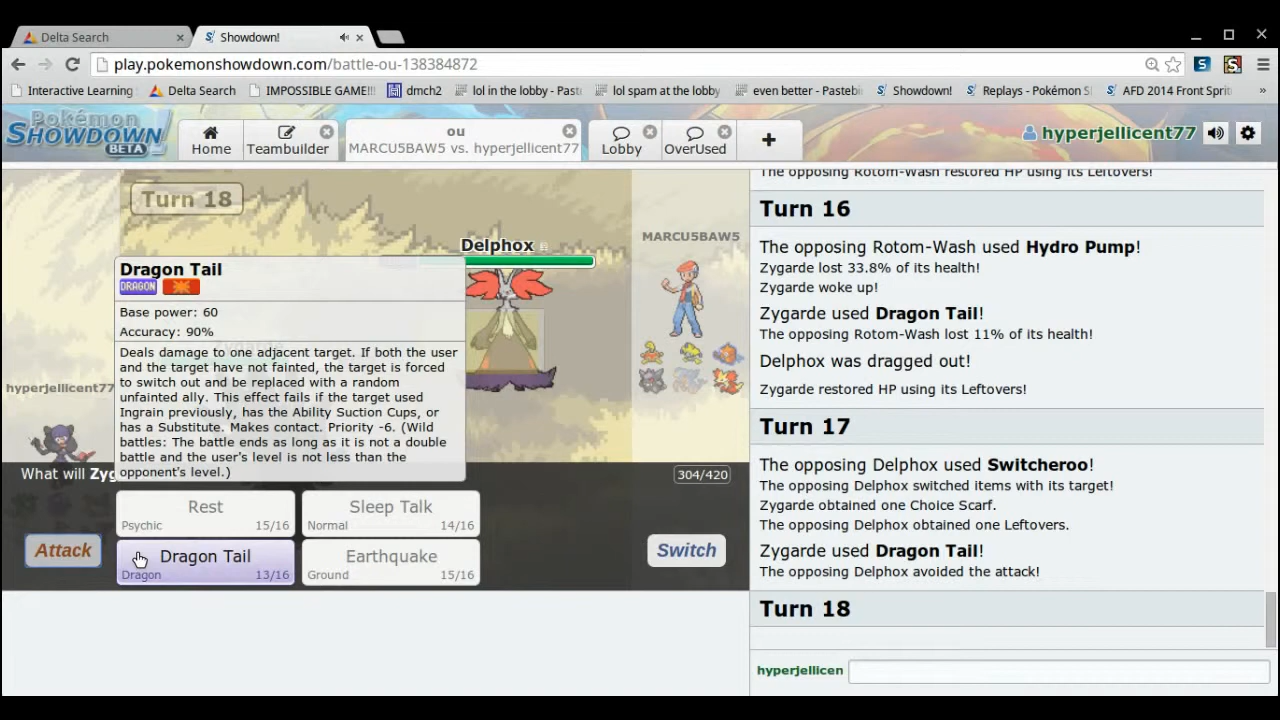 Delta Search
Showdown!
play.pokemonshowdown.com/battle-ou-138384872
Interactive Learning
Delta Search
IMPOSSIBLE GAME!!!
dmch2
lol in the lobby - Paste
lol spam at the lobby
even better - Pastebin
Showdown!
Replays - Pokémon S
AFD 2014 Front Sprit
»
Pokémon
SHOWDOWN!
BETA
Home
Teambuilder
ou
MARCU5BAW5 vs. hyperjellicent77
Lobby
OverUsed
+
hyperjellicent77
Turn 18
Delphox
MARCU5BAW5
hyperjellicent77
Dragon Tail
DRAGON
Base power: 60
Accuracy: 90%
Deals damage to one adjacent target. If both the user
and the target have not fainted, the target is forced
to switch out and be replaced with a random
unfainted ally. This effect fails if the target used
Ingrain previously, has the Ability Suction Cups, or
has a Substitute. Makes contact. Priority -6. (Wild
battles: The battle ends as long as it is not a double
battle and the user's level is not less than the
opponent's level.)
What will Zyg
304/420
Attack
Rest
Psychic 15/16
Sleep Talk
Normal 14/16
Dragon Tail
Dragon 13/16
Earthquake
Ground 15/16
Switch
The opposing Rotom-Wash restored HP using its Leftovers!
Turn 16
The opposing Rotom-Wash used Hydro Pump!
Zygarde lost 33.8% of its health!
Zygarde woke up!
Zygarde used Dragon Tail!
The opposing Rotom-Wash lost 11% of its health!
Delphox was dragged out!
Zygarde restored HP using its Leftovers!
Turn 17
The opposing Delphox used Switcheroo!
The opposing Delphox switched items with its target!
Zygarde obtained one Choice Scarf.
The opposing Delphox obtained one Leftovers.
Zygarde used Dragon Tail!
The opposing Delphox avoided the attack!
Turn 18
hyperjellicen